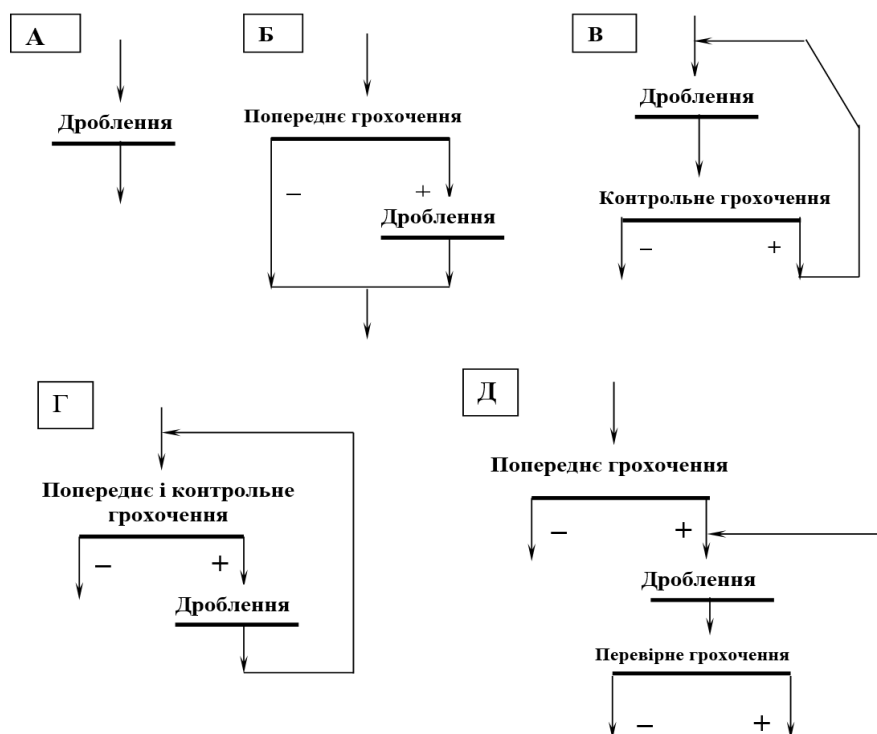 А
Дроблення
Б
Попереднє грохочення
–
+
Дроблення
В
Дроблення
Контрольне грохочення
–
+
Г
Попереднє і контрольне
грохочення
–
+
Дроблення
Д
Попереднє грохочення
–
+
Дроблення
Перевірне грохочення
–
+